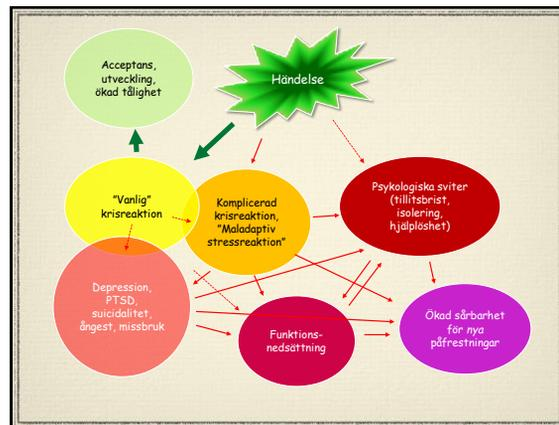 Acceptans,
utveckling,
ökad tålighet
Händelse
"Vanlig"
krisreaktion
Komplicerad
krisreaktion,
"Maladaptiv
stressreaktion"
Psykologiska sviter
(tillitsbrist,
isolering,
hjälplöshet)
Depression,
PTSD,
suicidalitet,
ångest, missbruk
Funktions-
nedsättning
Ökad sårbarhet
för nya
påfrestningar